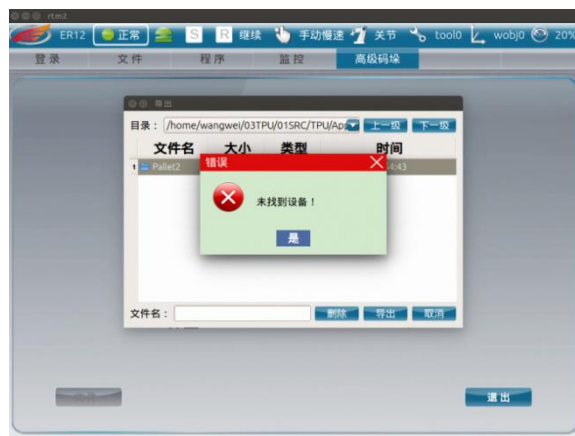 rtm2
ER12 正常 S R 继续 手动慢速 关节 tool0 wobj0 20%
登录 文件 程序 监控 高级码垛
导出
目录： /home/wangwei/03TPU/01SRC/TPU/App 上一级 下一级
文件名 大小 类型 时间
1 Pallet2 4:43
错误
未找到设备！
是
文件名： 删除 导出 取消
退出